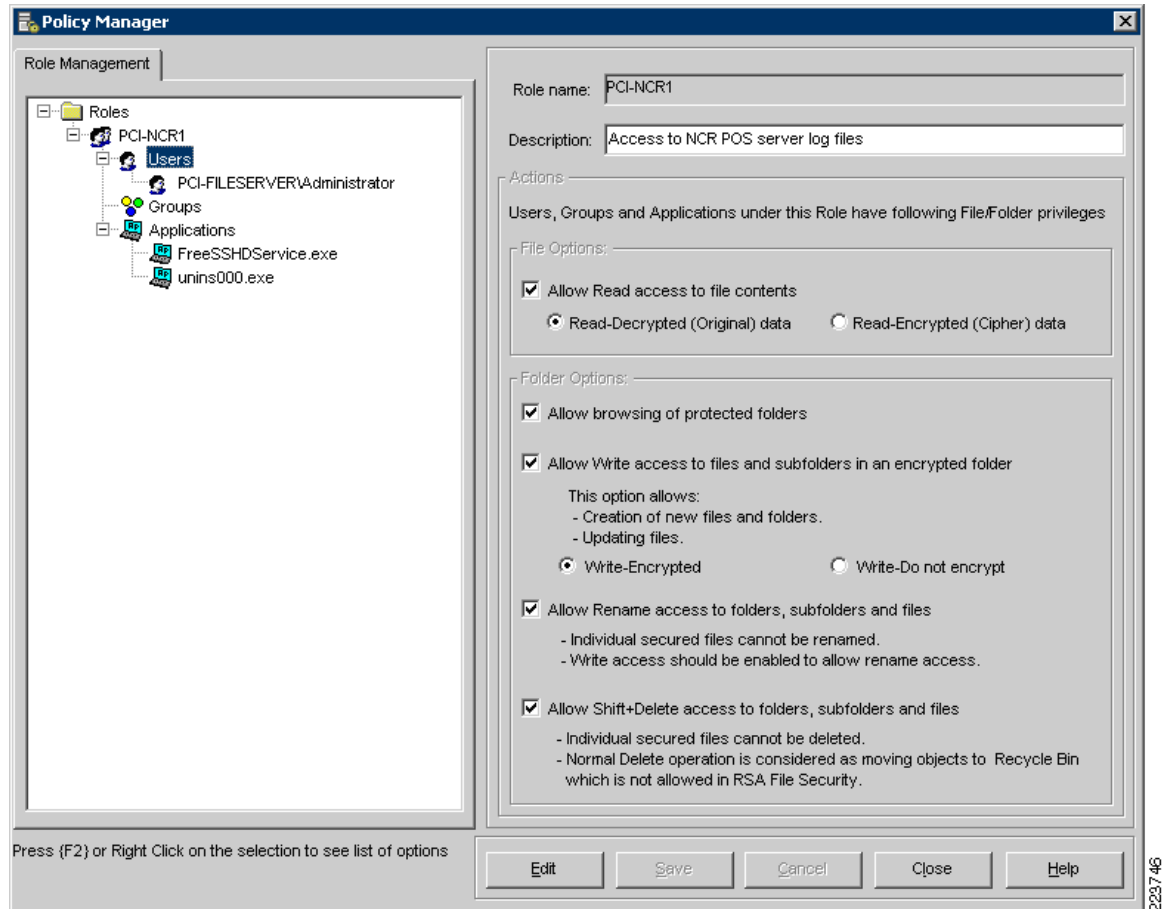 Policy Manager
Role Management
Roles
PCI-NCR1
Users
PCI-FILESERVER\Administrator
Groups
Applications
FreeSSHDService.exe
unins000.exe
Role name: PCI-NCR1
Description: Access to NCR POS server log files
Actions
Users, Groups and Applications under this Role have following File/Folder privileges
File Options:
Allow Read access to file contents
Read-Decrypted (Original) data Read-Encrypted (Cipher) data
Folder Options:
Allow browsing of protected folders
Allow Write access to files and subfolders in an encrypted folder
This option allows:
- Creation of new files and folders.
- Updating files.
Write-Encrypted Write-Do not encrypt
Allow Rename access to folders, subfolders and files
- Individual secured files cannot be renamed.
- Write access should be enabled to allow rename access.
Allow Shift+Delete access to folders, subfolders and files
- Individual secured files cannot be deleted.
- Normal Delete operation is considered as moving objects to Recycle Bin
which is not allowed in RSA File Security.
Press {F2} or Right Click on the selection to see list of options
Edit Save Cancel Close Help
223746